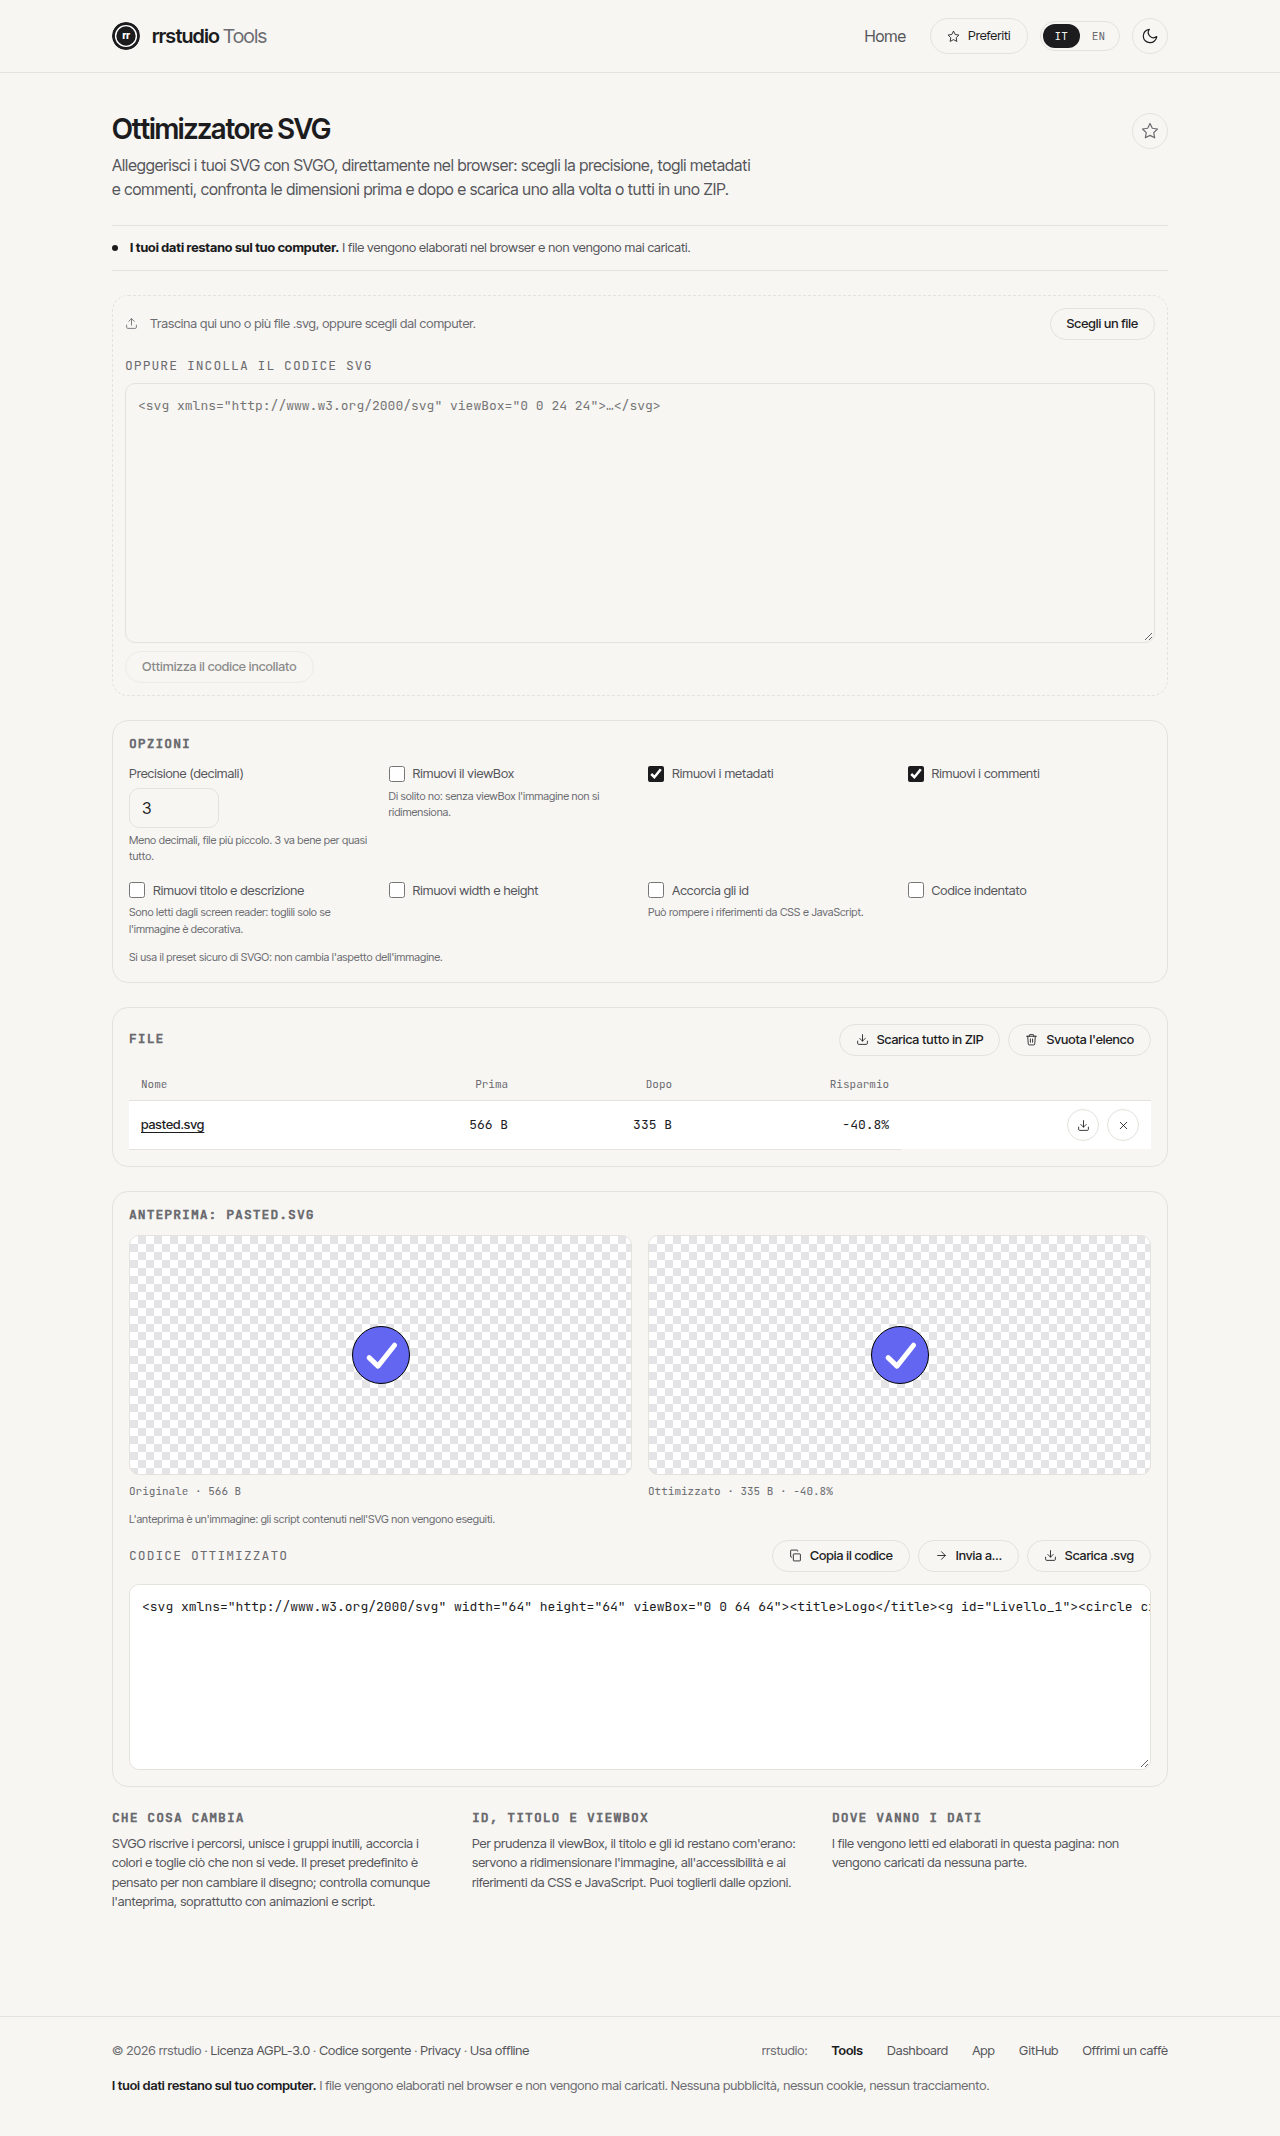 rr rrstudio Tools
Home
Preferiti
IT EN
Ottimizzatore SVG
Alleggerisci i tuoi SVG con SVGO, direttamente nel browser: scegli la precisione, togli metadati
e commenti, confronta le dimensioni prima e dopo e scarica uno alla volta o tutti in uno ZIP.
I tuoi dati restano sul tuo computer. I file vengono elaborati nel browser e non vengono mai caricati.
Trascina qui uno o più file .svg, oppure scegli dal computer.
Scegli un file
OPPURE INCOLLA IL CODICE SVG
<svg xmlns="http://www.w3.org/2000/svg" viewBox="0 0 24 24">…</svg>
Ottimizza il codice incollato
OPZIONI
Precisione (decimali)
3
Meno decimali, file più piccolo. 3 va bene per quasi
tutto.
Rimuovi il viewBox
Di solito no: senza viewBox l'immagine non si
ridimensiona.
Rimuovi i metadati
Rimuovi i commenti
Rimuovi titolo e descrizione
Sono letti dagli screen reader: toglili solo se
l'immagine è decorativa.
Rimuovi width e height
Accorcia gli id
Può rompere i riferimenti da CSS e JavaScript.
Codice indentato
Si usa il preset sicuro di SVGO: non cambia l'aspetto dell'immagine.
FILE
Scarica tutto in ZIP
Svuota l'elenco
Nome Prima Dopo Risparmio
pasted.svg 566 B 335 B -40.8%
ANTEPRIMA: PASTED.SVG
Originale · 566 B
Ottimizzato · 335 B · -40.8%
L'anteprima è un'immagine: gli script contenuti nell'SVG non vengono eseguiti.
CODICE OTTIMIZZATO
Copia il codice
Invia a…
Scarica .svg
<svg xmlns="http://www.w3.org/2000/svg" width="64" height="64" viewBox="0 0 64 64"><title>Logo</title><g id="Livello_1"><circle c
CHE COSA CAMBIA
SVGO riscrive i percorsi, unisce i gruppi inutili, accorcia i
colori e toglie ciò che non si vede. Il preset predefinito è
pensato per non cambiare il disegno; controlla comunque
l'anteprima, soprattutto con animazioni e script.
ID, TITOLO E VIEWBOX
Per prudenza il viewBox, il titolo e gli id restano com'erano:
servono a ridimensionare l'immagine, all'accessibilità e ai
riferimenti da CSS e JavaScript. Puoi toglierli dalle opzioni.
DOVE VANNO I DATI
I file vengono letti ed elaborati in questa pagina: non
vengono caricati da nessuna parte.
© 2026 rrstudio · Licenza AGPL-3.0 · Codice sorgente · Privacy · Usa offline
rrstudio: Tools Dashboard App GitHub Offrimi un caffè
I tuoi dati restano sul tuo computer. I file vengono elaborati nel browser e non vengono mai caricati. Nessuna pubblicità, nessun cookie, nessun tracciamento.